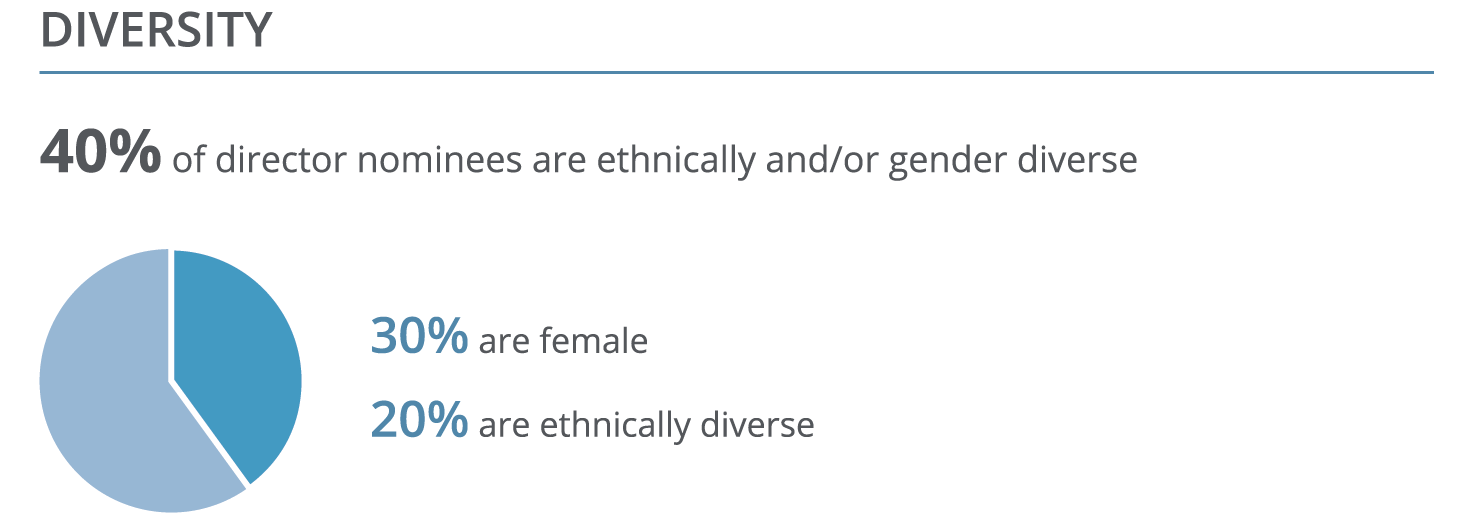 DIVERSITY
40% of director nominees are ethnically and/or gender diverse
30% are female
20% are ethnically diverse